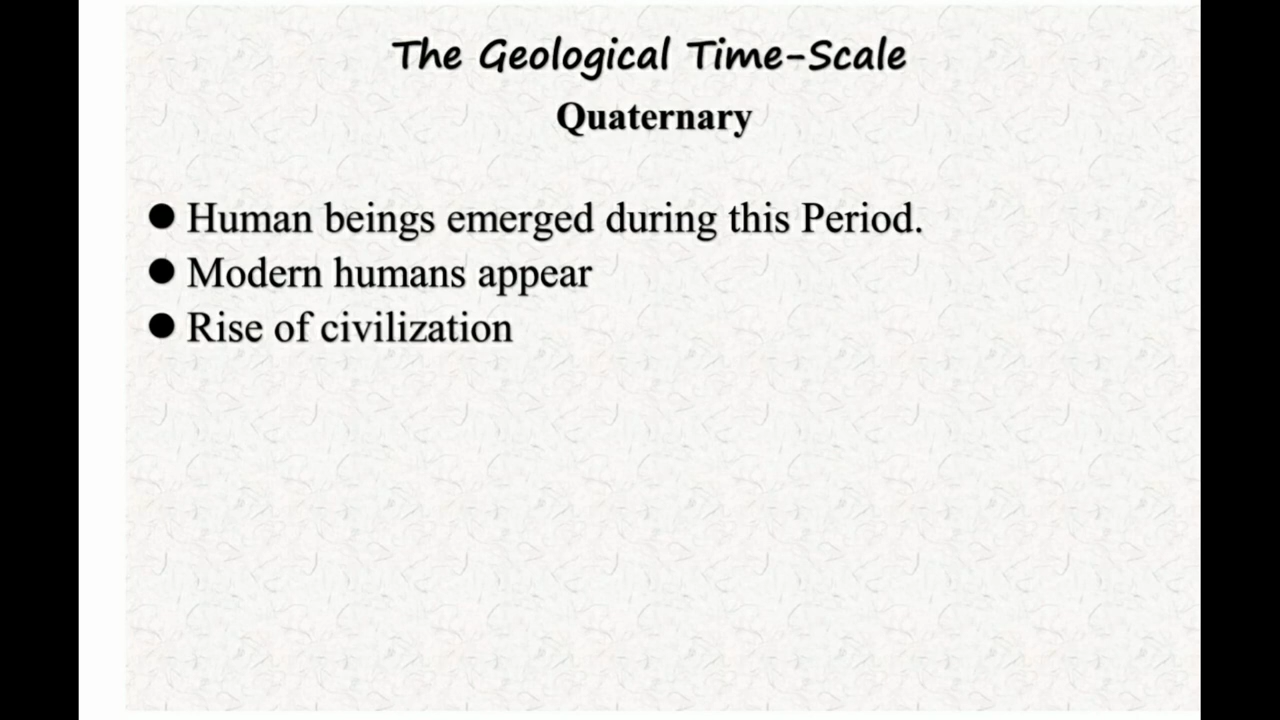 The Geological Time-Scale
Quaternary
● Human beings emerged during this Period.
● Modern humans appear
● Rise of civilization